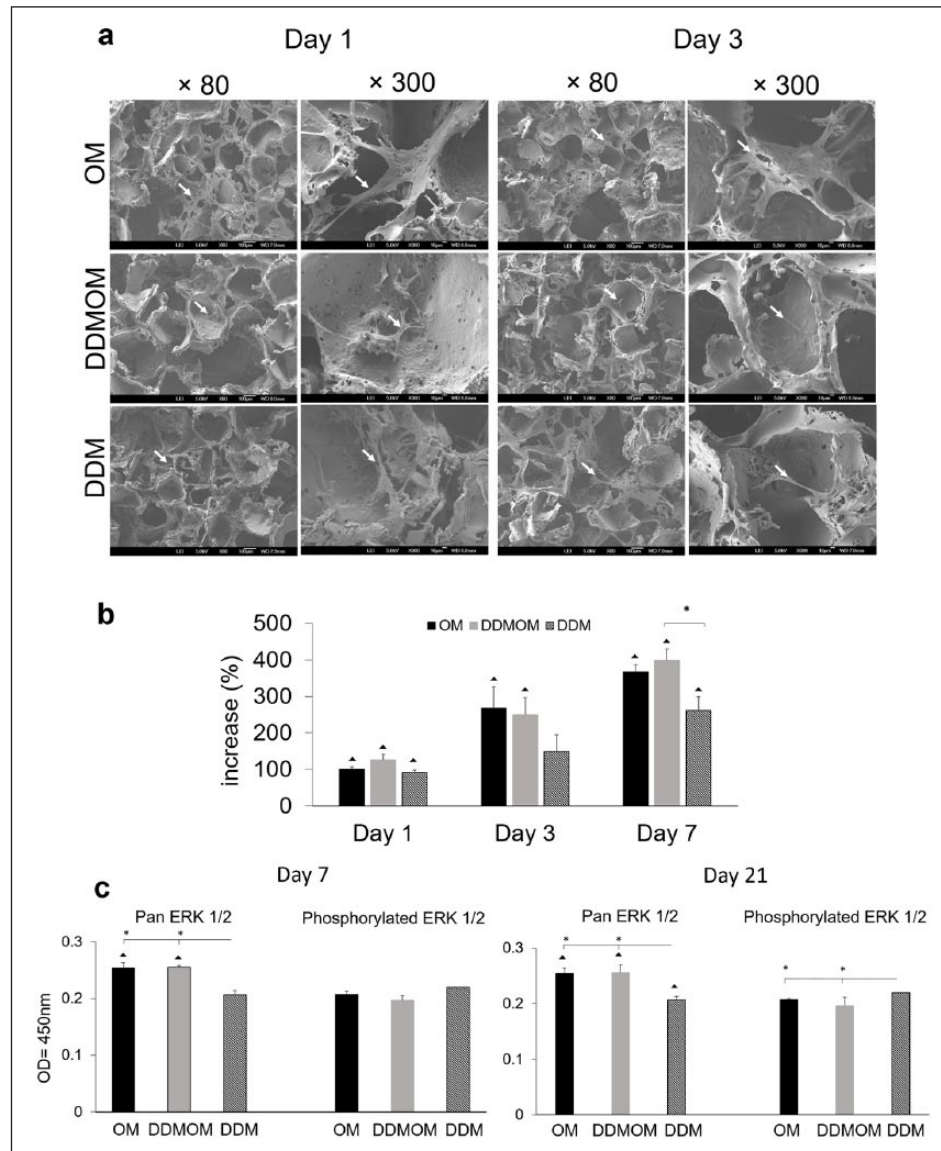 a
Day 1 Day 3
× 80 × 300 × 80 × 300
OM
DDMOM
DDM
b
OM DDMOM DDM
*
increase (%)
500
400
300
200
100
0
Day 1 Day 3 Day 7
c
Day 7 Day 21
Pan ERK 1/2 Phosphorylated ERK 1/2 Pan ERK 1/2 Phosphorylated ERK 1/2
* * * * * *
OD= 450nm
0.3 0.3
0.2 0.2
0.1 0.1
0 0
OM DDMOM DDM OM DDMOM DDM OM DDMOM DDM OM DDMOM DDM